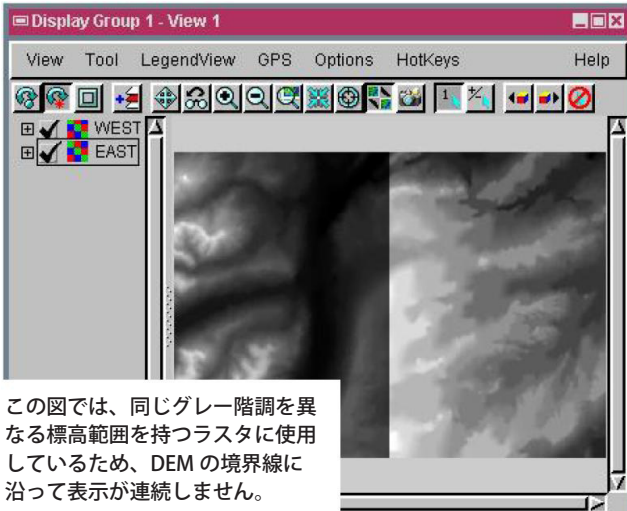 Display Group 1 - View 1
View Tool LegendView GPS Options HotKeys Help
1
WEST
EAST
この図では、同じグレー階調を異
なる標高範囲を持つラスタに使用
しているため、DEM の境界線に
沿って表示が連続しません。